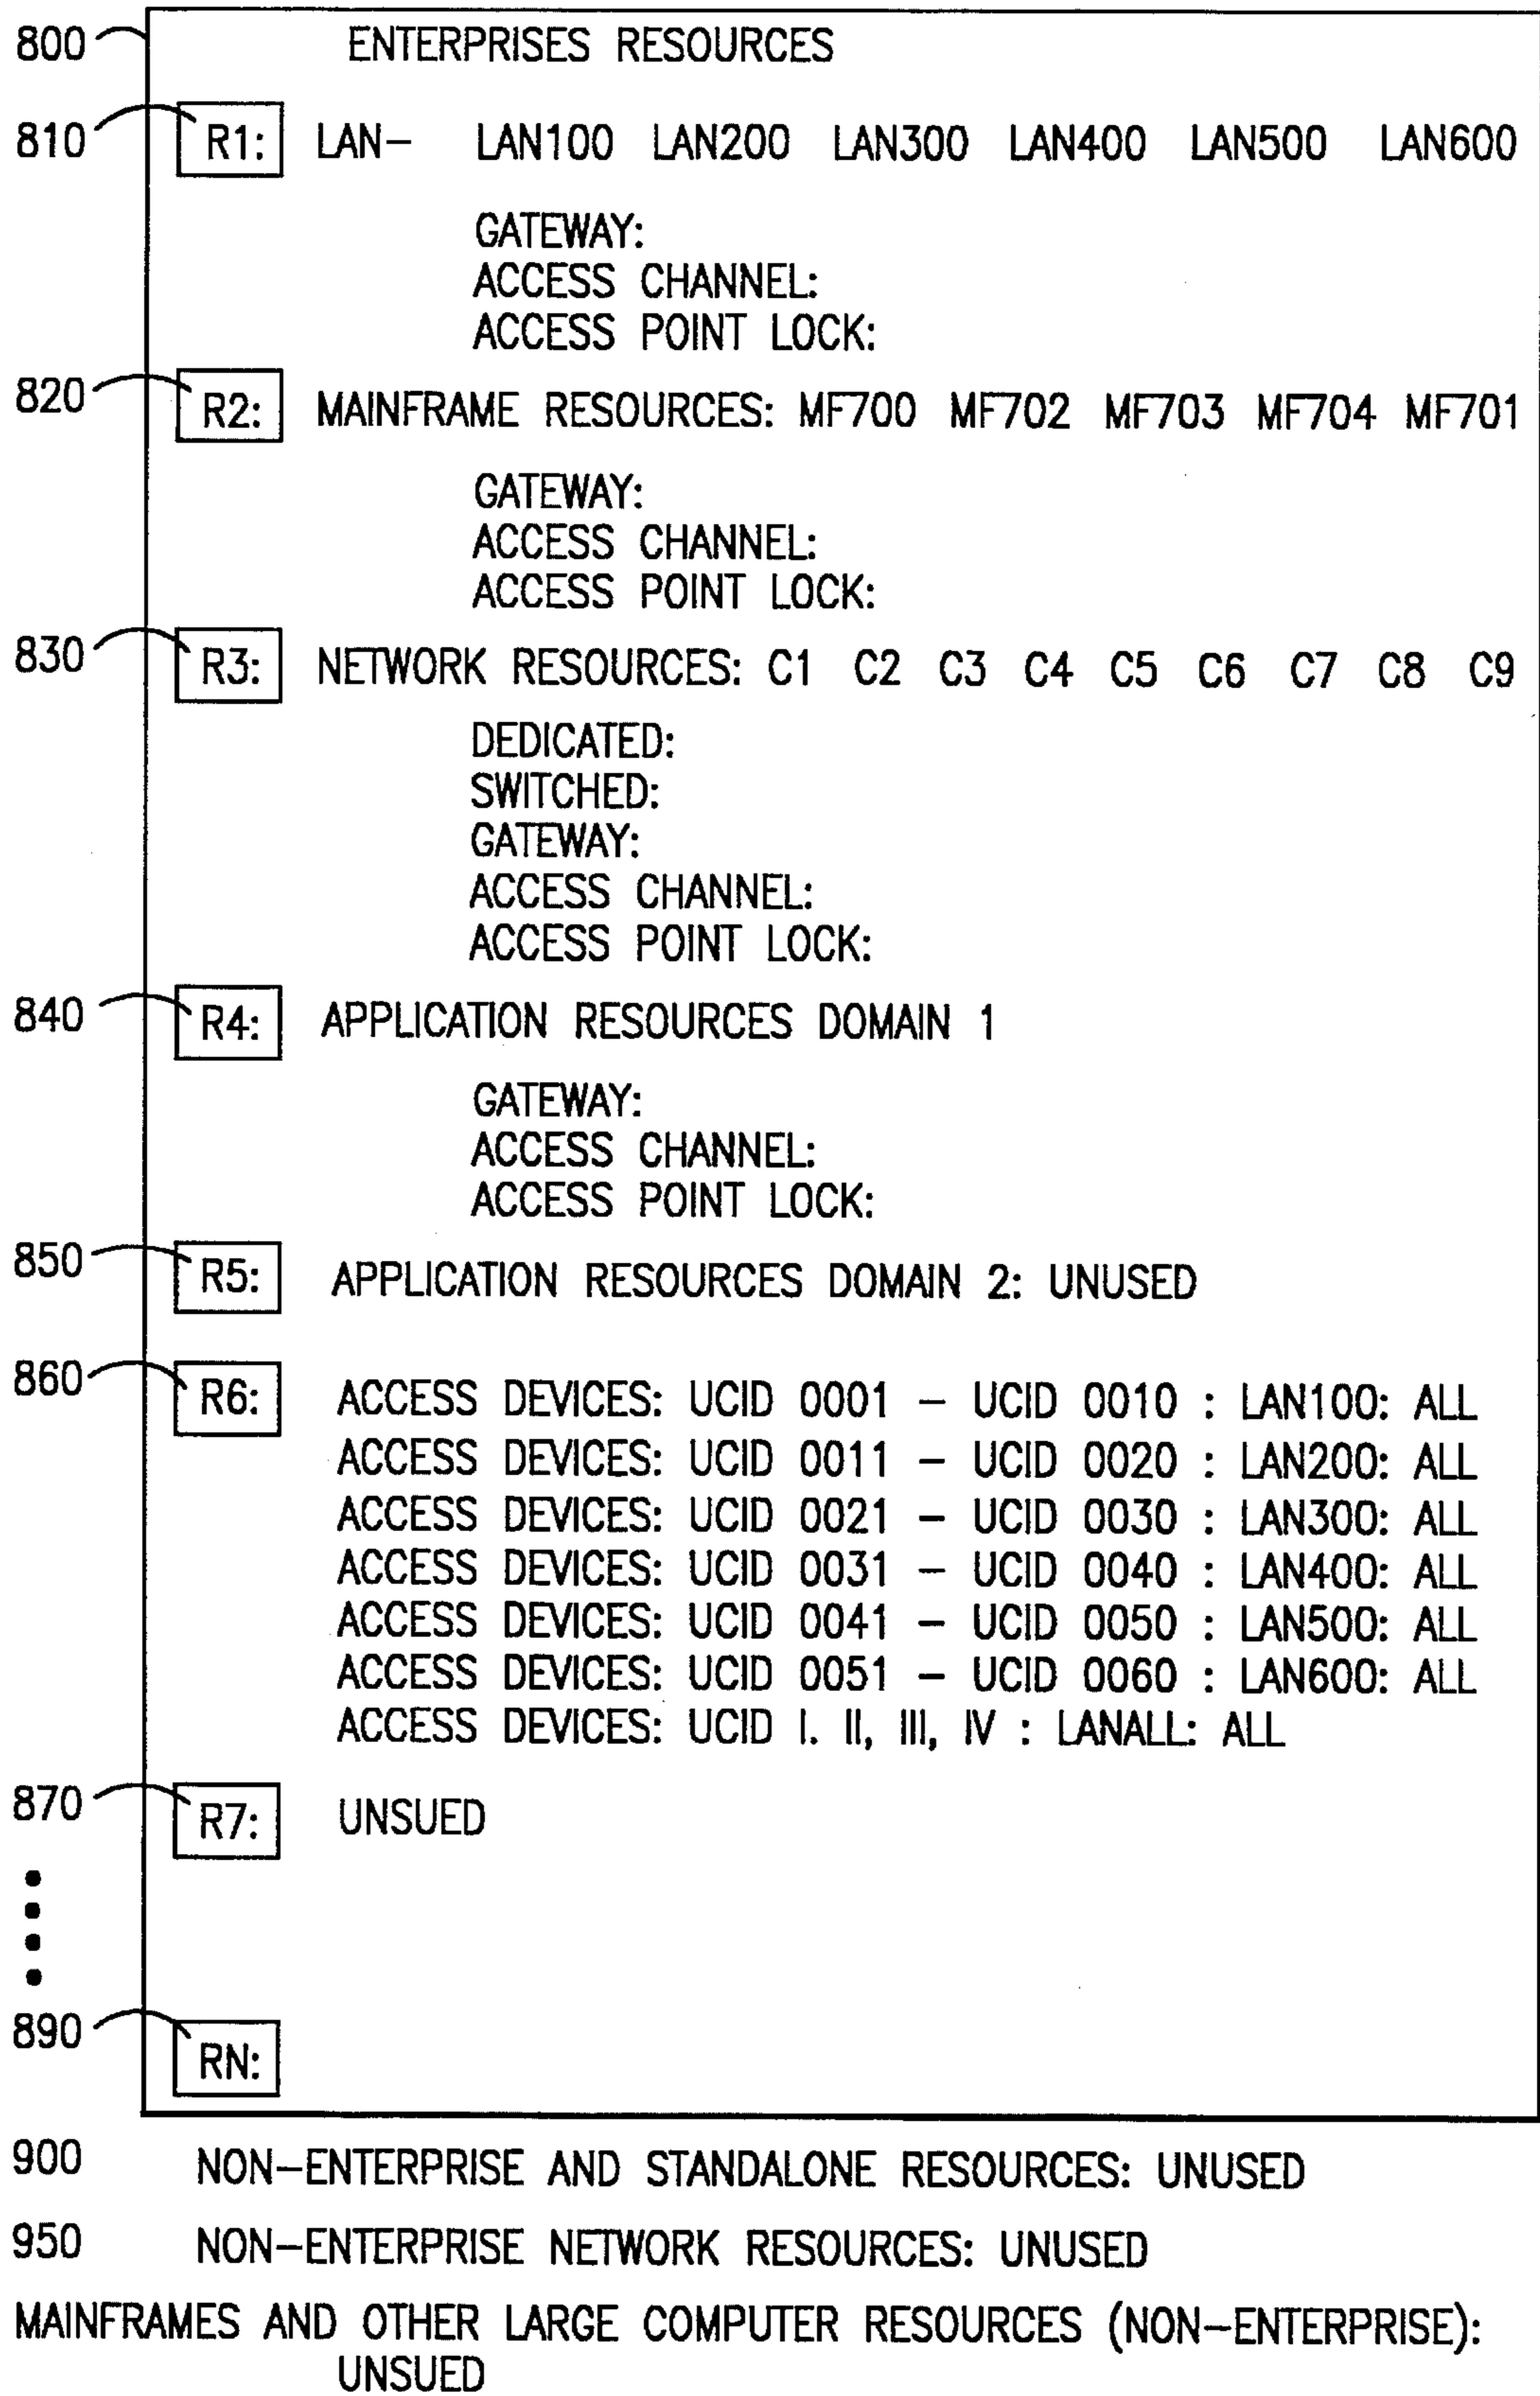 800 ENTERPRISES RESOURCES
810 R1: LAN- LAN100 LAN200 LAN300 LAN400 LAN500 LAN600
GATEWAY:
ACCESS CHANNEL:
ACCESS POINT LOCK:
820 R2: MAINFRAME RESOURCES: MF700 MF702 MF703 MF704 MF701
GATEWAY:
ACCESS CHANNEL:
ACCESS POINT LOCK:
830 R3: NETWORK RESOURCES: C1 C2 C3 C4 C5 C6 C7 C8 C9
DEDICATED:
SWITCHED:
GATEWAY:
ACCESS CHANNEL:
ACCESS POINT LOCK:
840 R4: APPLICATION RESOURCES DOMAIN 1
GATEWAY:
ACCESS CHANNEL:
ACCESS POINT LOCK:
850 R5: APPLICATION RESOURCES DOMAIN 2: UNUSED
860 R6: ACCESS DEVICES: UCID 0001 – UCID 0010 : LAN100: ALL
ACCESS DEVICES: UCID 0011 – UCID 0020 : LAN200: ALL
ACCESS DEVICES: UCID 0021 – UCID 0030 : LAN300: ALL
ACCESS DEVICES: UCID 0031 – UCID 0040 : LAN400: ALL
ACCESS DEVICES: UCID 0041 – UCID 0050 : LAN500: ALL
ACCESS DEVICES: UCID 0051 – UCID 0060 : LAN600: ALL
ACCESS DEVICES: UCID I. II, III, IV : LANALL: ALL
870 R7: UNSUED
890 RN:
900 NON-ENTERPRISE AND STANDALONE RESOURCES: UNUSED
950 NON-ENTERPRISE NETWORK RESOURCES: UNUSED
MAINFRAMES AND OTHER LARGE COMPUTER RESOURCES (NON-ENTERPRISE):
UNSUED